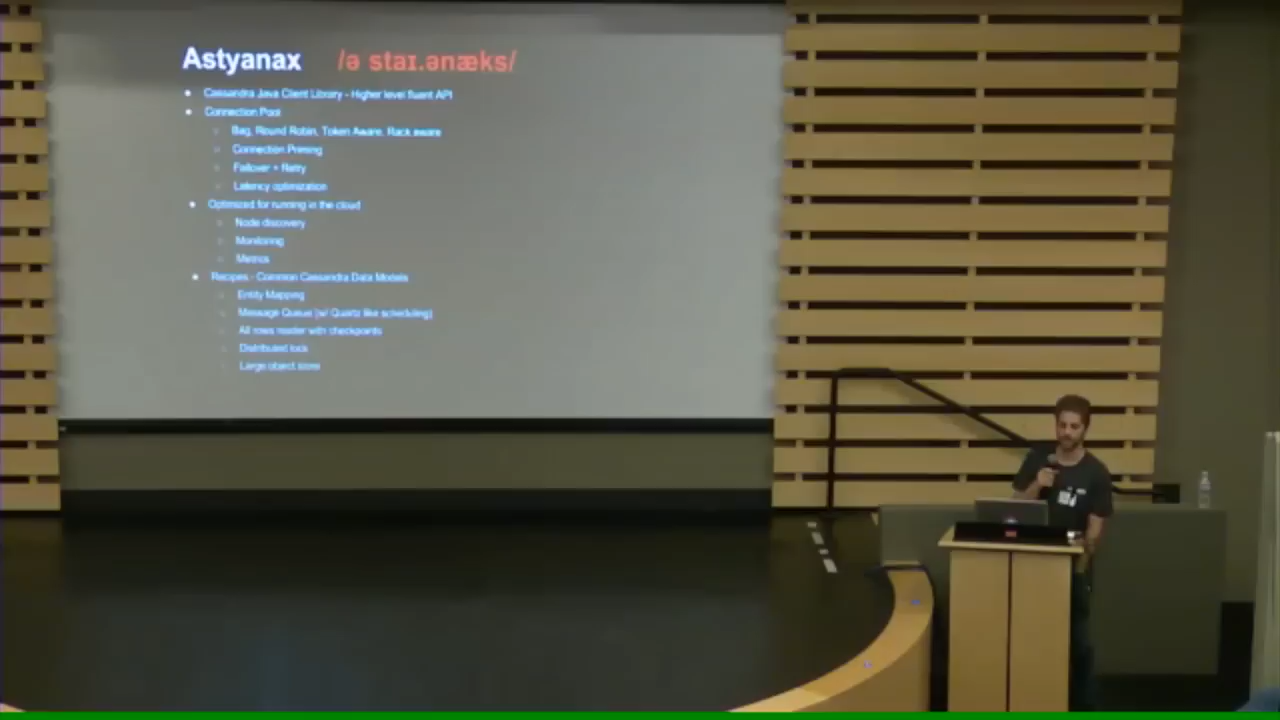 Astyanax /ə staɪ.ənæks/
Cassandra Java Client Library - Higher level fluent API
Connection Pool
Bag, Round Robin, Token Aware, Rack aware
Connection Priming
Failover + Retry
Latency optimization
Optimized for running in the cloud
Node discovery
Monitoring
Metrics
Recipes - Common Cassandra Data Models
Entity Mapping
Message Queue (w/ Quartz like scheduling)
All rows reader with checkpoints
Distributed lock
Large object store